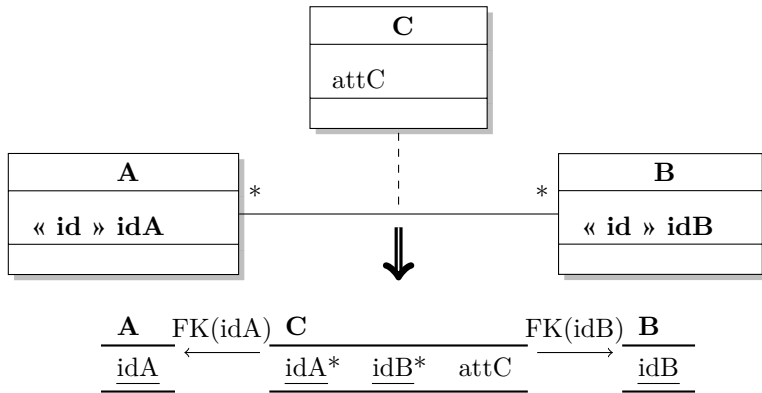 C
attC
A
B
* *
« id » idA
« id » idB
A FK(idA) C FK(idB) B
idA idA* idB* attC idB